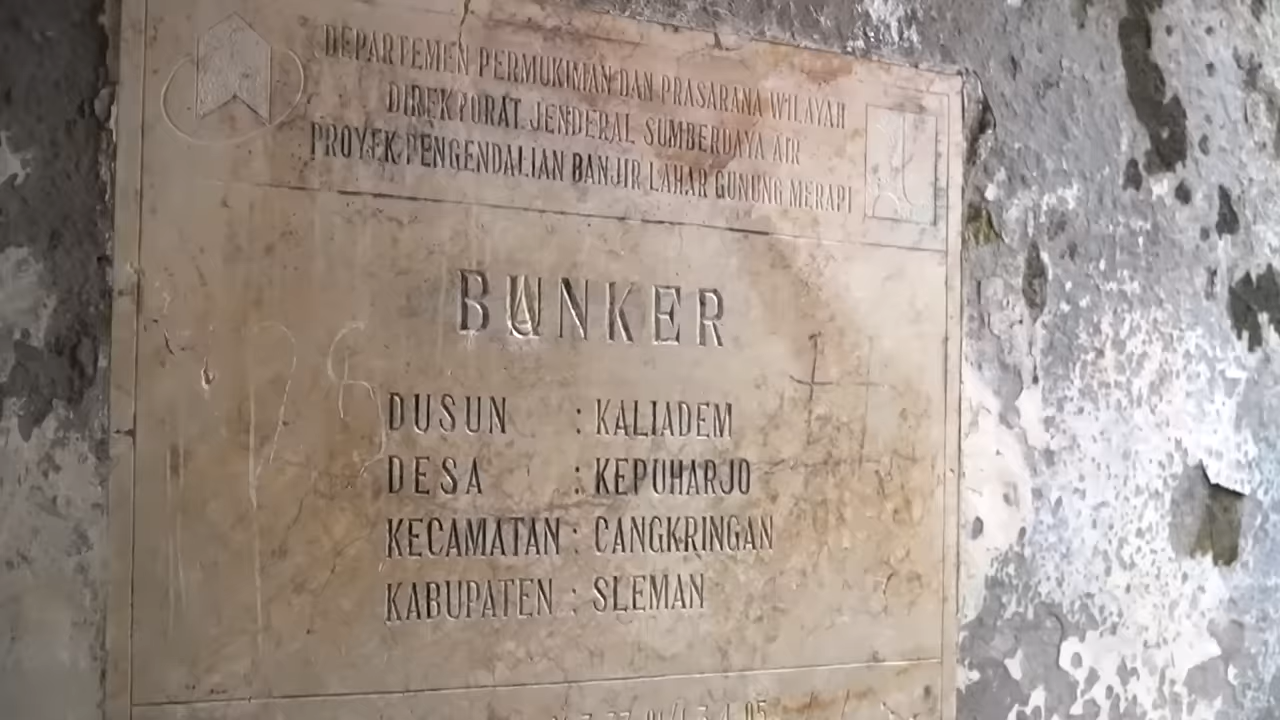 DEPARTEMEN PERMUKIMAN DAN PRASARANA WILAYAH
DIREKTORAT JENDERAL SUMBERDAYA AIR
PROYEK PENGENDALIAN BANJIR LAHAR GUNUNG MERAPI
BUNKER
DUSUN : KALIADEM
DESA : KEPUHARJO
KECAMATAN : CANGKRINGAN
KABUPATEN : SLEMAN